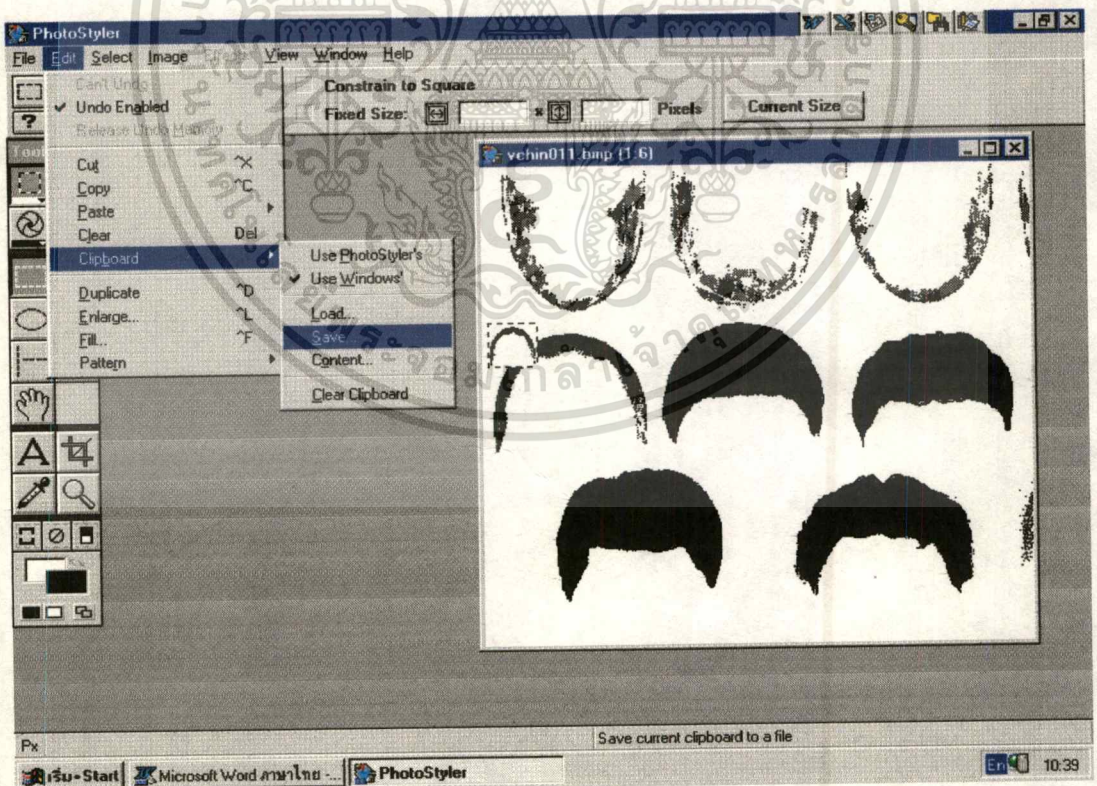 PhotoStyler
File Edit Select Image View Window Help
Can't Undo
Undo Enabled
Release Undo Memory
Constrain to Square
Fixed Size: x Pixels Current Size
Tool
Cut ^X
Copy ^C
Paste
Clear Del
Clipboard
Duplicate ^D
Enlarge... ^L
Fill... ^F
Pattern
Use PhotoStyler's
Use Windows'
Load...
Save
Content...
Clear Clipboard
vchin011.bmp (1:6)
Px Save current clipboard to a file
เริ่ม - Start Microsoft Word ภาษาไทย -... PhotoStyler En 10:39